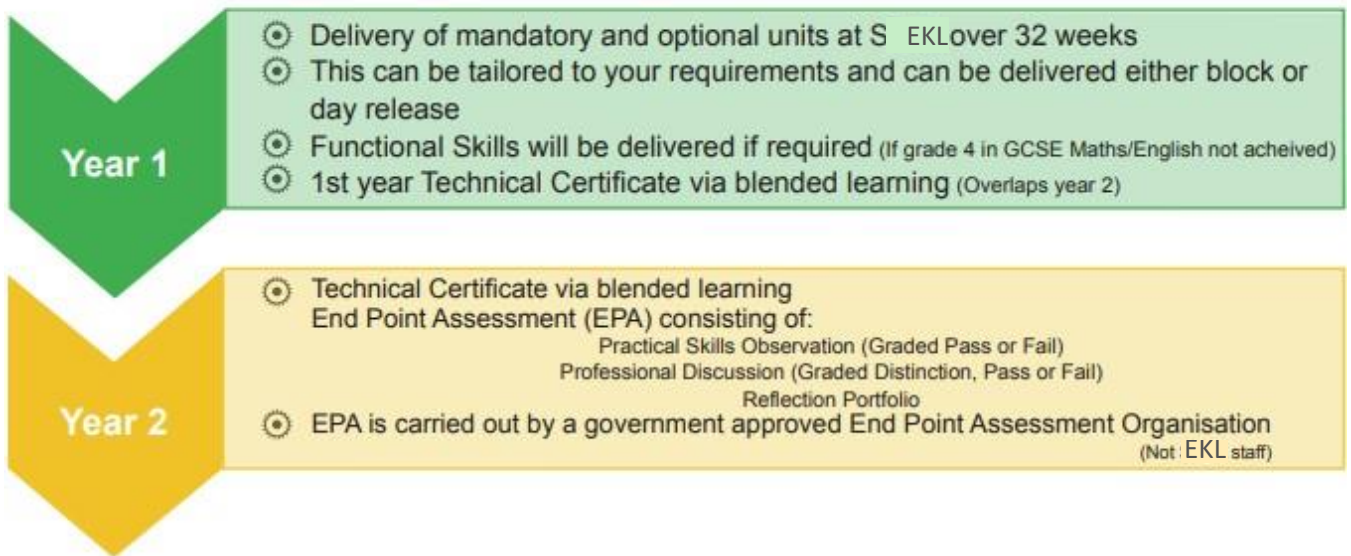 Year 1
Delivery of mandatory and optional units at S EKL over 32 weeks
This can be tailored to your requirements and can be delivered either block or
day release
Functional Skills will be delivered if required (If grade 4 in GCSE Maths/English not acheived)
1st year Technical Certificate via blended learning (Overlaps year 2)
Year 2
Technical Certificate via blended learning
End Point Assessment (EPA) consisting of:
Practical Skills Observation (Graded Pass or Fail)
Professional Discussion (Graded Distinction, Pass or Fail)
Reflection Portfolio
EPA is carried out by a government approved End Point Assessment Organisation
(Not EKL staff)